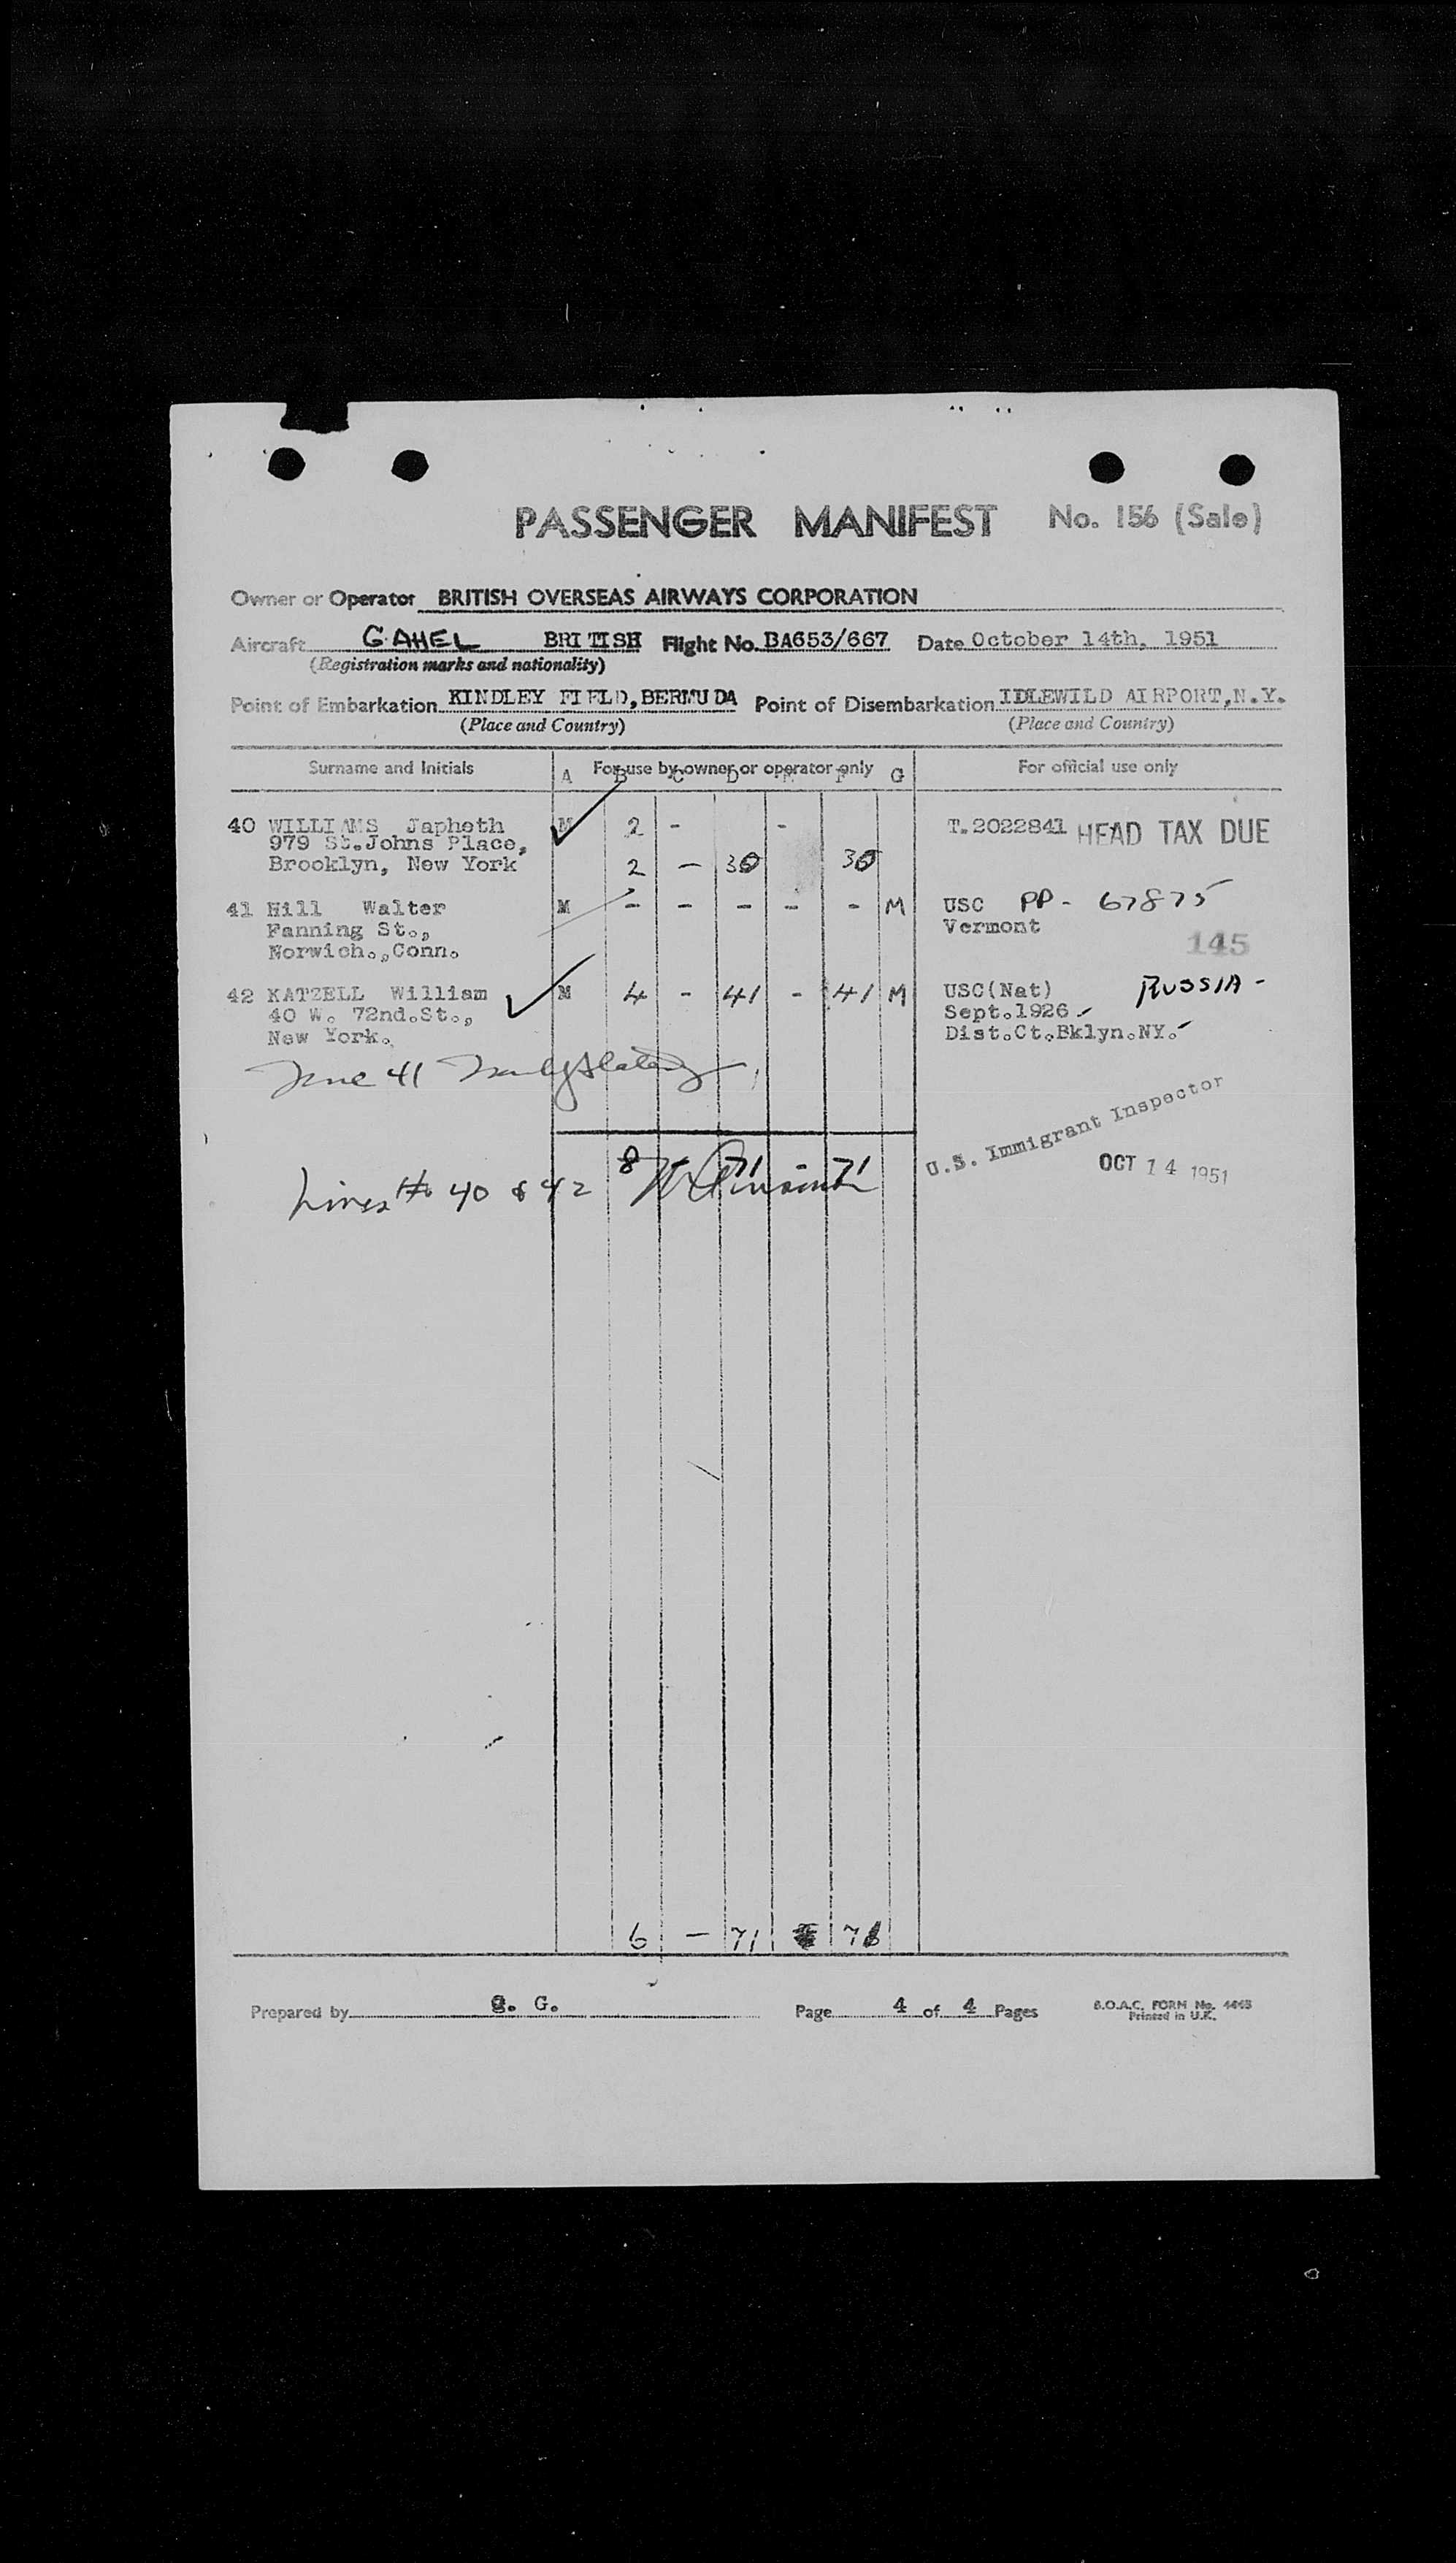 PASSENGER MANIFEST No. 156 (Sale)
Owner or Operator BRITISH OVERSEAS AIRWAYS CORPORATION
Aircraft G.AHEL BRITISH Flight No. BA653/667 Date October 14th, 1951
(Registration marks and nationality)
Point of Embarkation KINDLEY FIELD, BERMUDA Point of Disembarkation IDLEWILD AIRPORT, N.Y.
(Place and Country) (Place and Country)
Surname and Initials For use by owner or operator only For official use only
A B C D E F G
40 WILLIAMS Japheth M 2 - - T.2022841 HEAD TAX DUE
979 St.Johns Place,
Brooklyn, New York 2 - 30 30
41 Hill Walter M - - - - - M USC PP - 67875
Fanning St., Vermont
Norwich., Conn. 145
42 KATZELL William M 4 - 41 - 41 M USC(Nat) RUSSIA -
40 W. 72nd.St., Sept.1926
New York. Dist.Ct.Bklyn.NY.
41
U.S. Immigrant Inspector
OCT 14 1951
Lines # 40 & 42 8 71 - 71
6 - 71 71
Prepared by G. G. Page 4 of 4 Pages B.O.A.C. FORM No. 4448
Printed in U.K.